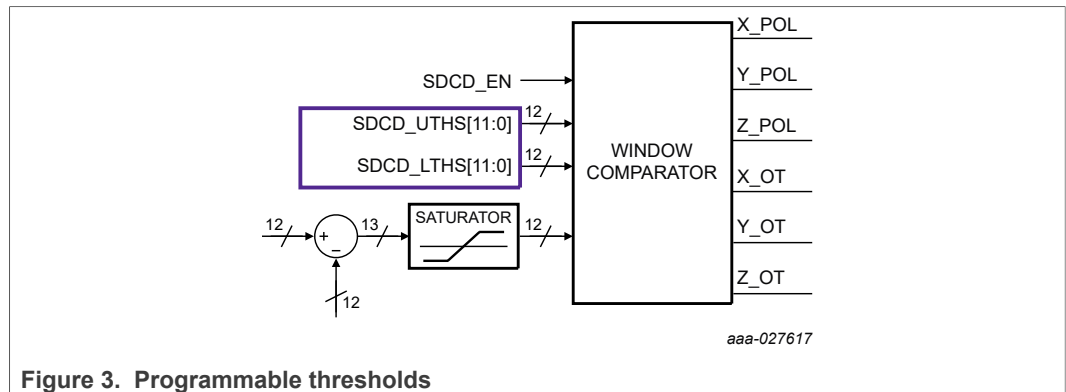 X_POL
SDCD_EN
Y_POL
SDCD_UTHS[11:0]
12
Z_POL
SDCD_LTHS[11:0]
12
WINDOW
COMPARATOR
X_OT
12
+
−
13
SATURATOR
12
Y_OT
12
Z_OT
aaa-027617
Figure 3. Programmable thresholds